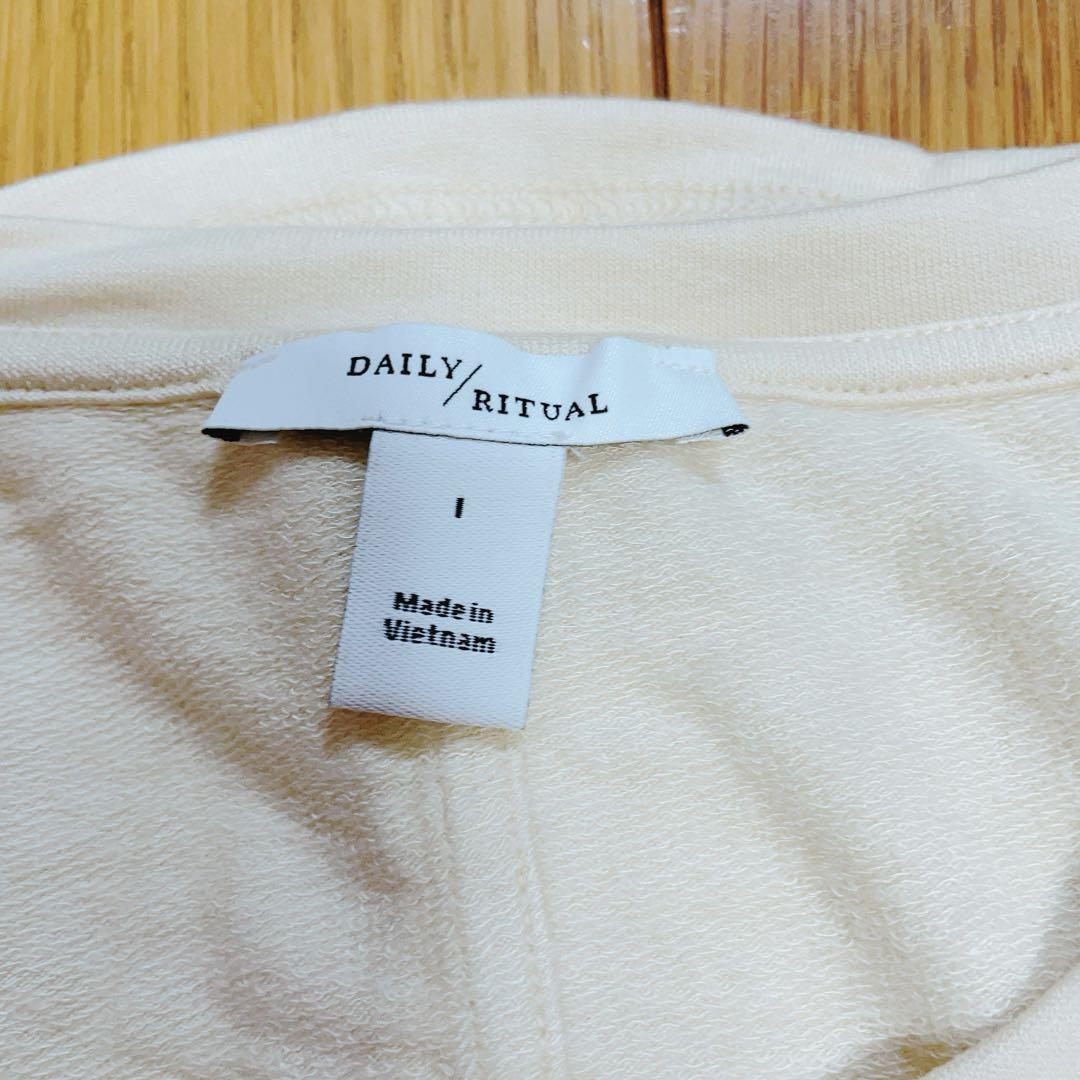 DAILY/
RITUAL
I
Made in
Vietnam